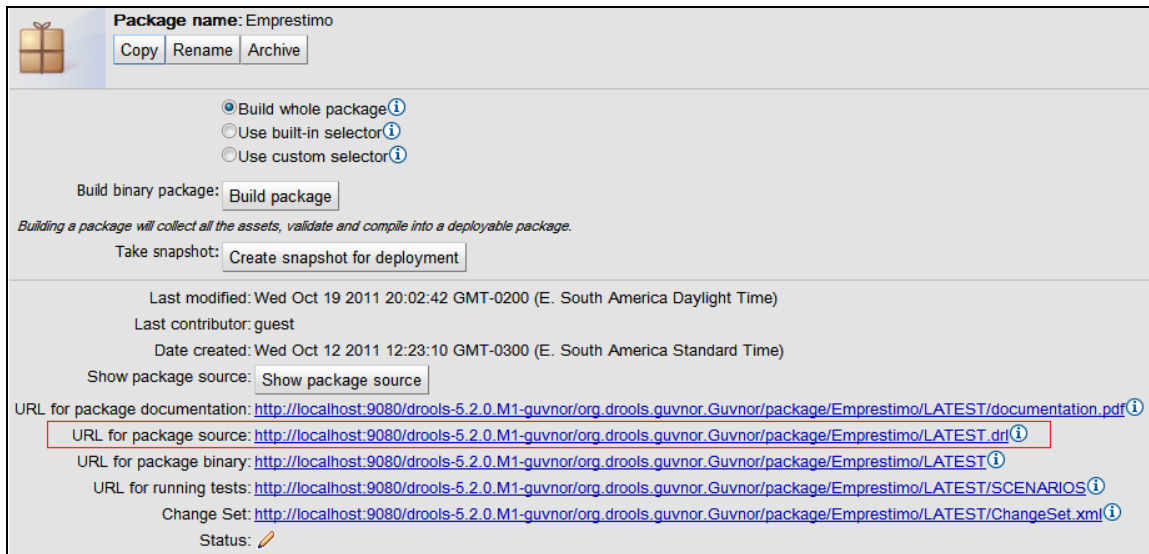 Package name: Emprestimo
Copy Rename Archive
Build whole package
Use built-in selector
Use custom selector
Build binary package: Build package
Building a package will collect all the assets, validate and compile into a deployable package.
Take snapshot: Create snapshot for deployment
Last modified: Wed Oct 19 2011 20:02:42 GMT-0200 (E. South America Daylight Time)
Last contributor: guest
Date created: Wed Oct 12 2011 12:23:10 GMT-0300 (E. South America Standard Time)
Show package source: Show package source
URL for package documentation: http://localhost:9080/drools-5.2.0.M1-guvnor/org.drools.guvnor.Guvnor/package/Emprestimo/LATEST/documentation.pdf
URL for package source: http://localhost:9080/drools-5.2.0.M1-guvnor/org.drools.guvnor.Guvnor/package/Emprestimo/LATEST.drl
URL for package binary: http://localhost:9080/drools-5.2.0.M1-guvnor/org.drools.guvnor.Guvnor/package/Emprestimo/LATEST
URL for running tests: http://localhost:9080/drools-5.2.0.M1-guvnor/org.drools.guvnor.Guvnor/package/Emprestimo/LATEST/SCENARIOS
Change Set: http://localhost:9080/drools-5.2.0.M1-guvnor/org.drools.guvnor.Guvnor/package/Emprestimo/LATEST/ChangeSet.xml
Status: